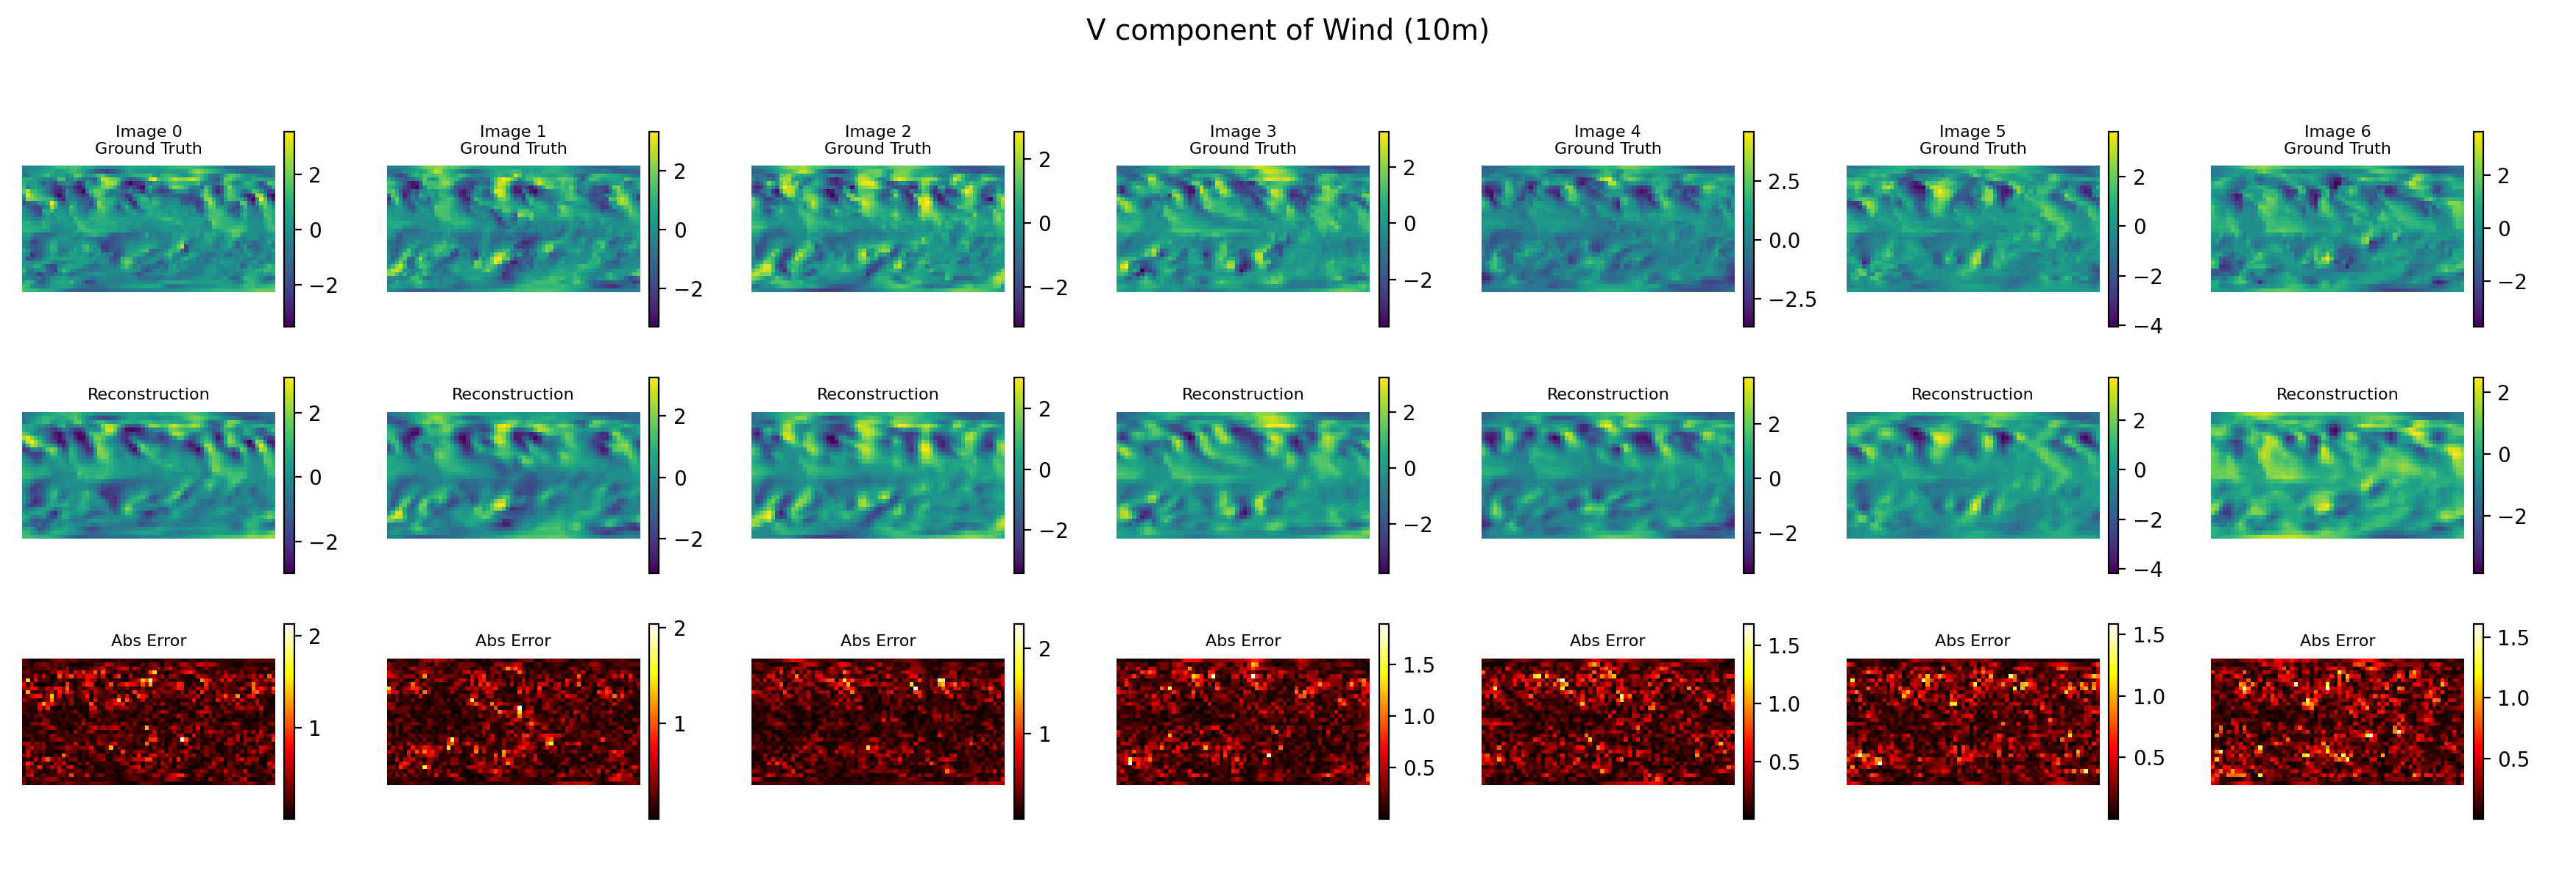 V component of Wind (10m)
Image 0
Ground Truth
2
0
−2
Image 1
Ground Truth
2
0
−2
Image 2
Ground Truth
2
0
−2
Image 3
Ground Truth
2
0
−2
Image 4
Ground Truth
2.5
0.0
−2.5
Image 5
Ground Truth
2
0
−2
−4
Image 6
Ground Truth
2
0
−2
Reconstruction
2
0
−2
Reconstruction
2
0
−2
Reconstruction
2
0
−2
Reconstruction
2
0
−2
Reconstruction
2
0
−2
Reconstruction
2
0
−2
−4
Reconstruction
2
0
−2
Abs Error
2
1
Abs Error
2
1
Abs Error
2
1
Abs Error
1.5
1.0
0.5
Abs Error
1.5
1.0
0.5
Abs Error
1.5
1.0
0.5
Abs Error
1.5
1.0
0.5